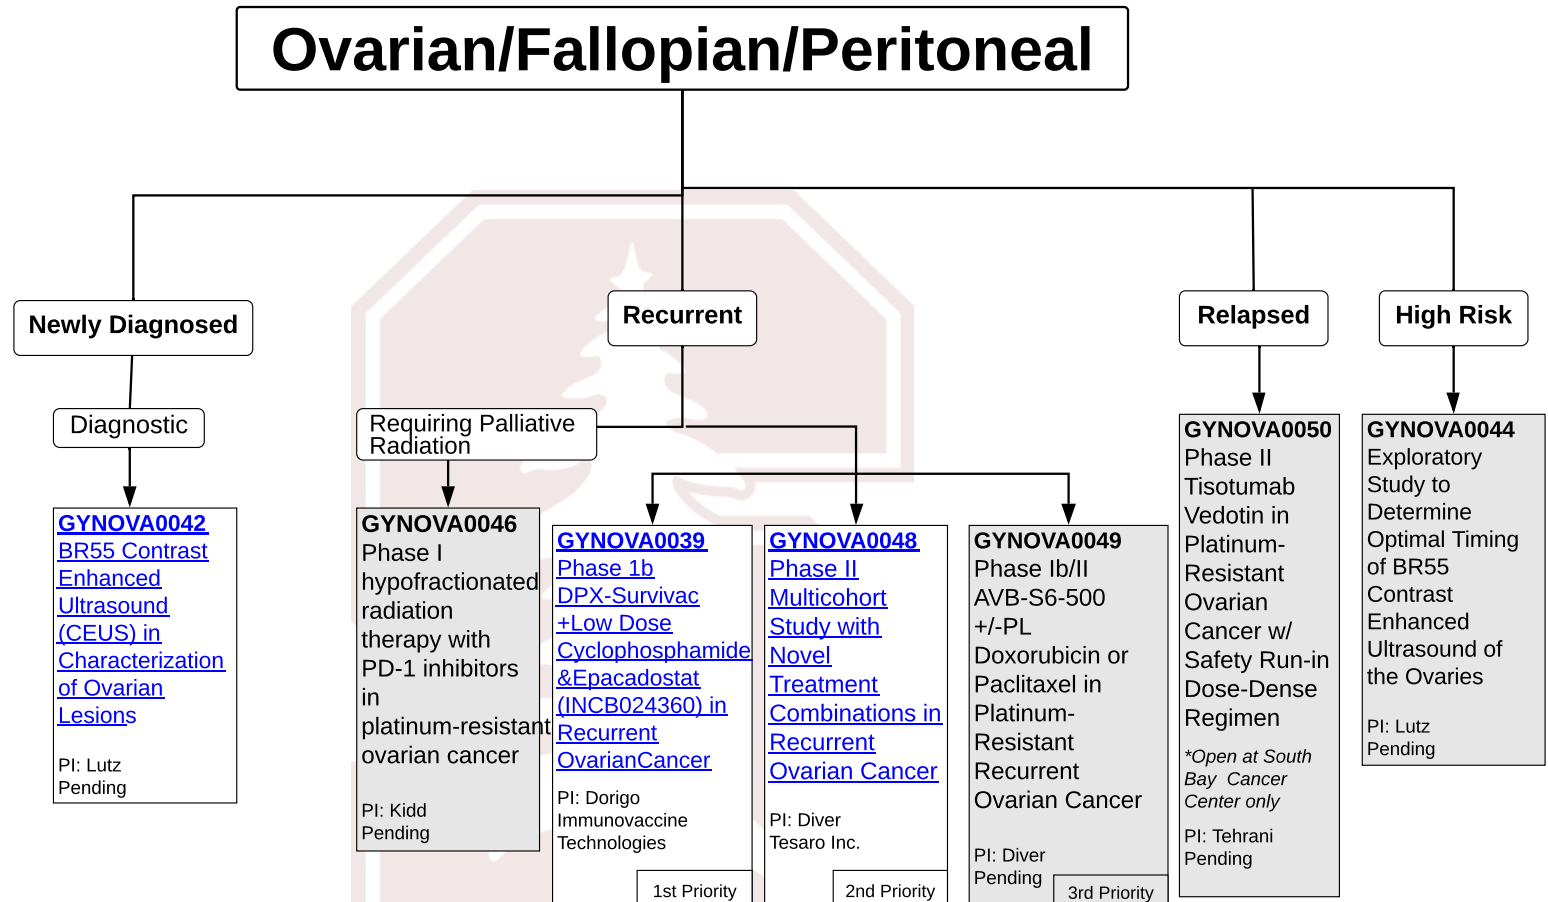 Ovarian/Fallopian/Peritoneal
Newly Diagnosed
Recurrent
Relapsed
High Risk
Diagnostic
Requiring Palliative
Radiation
GYNOVA0042
BR55 Contrast
Enhanced
Ultrasound
(CEUS) in
Characterization
of Ovarian
Lesions
PI: Lutz
Pending
GYNOVA0046
Phase I
hypofractionated
radiation
therapy with
PD-1 inhibitors
in
platinum-resistant
ovarian cancer
PI: Kidd
Pending
GYNOVA0039
Phase 1b
DPX-Survivac
+Low Dose
Cyclophosphamide
&Epacadostat
(INCB024360) in
Recurrent
OvarianCancer
PI: Dorigo
Immunovaccine
Technologies
1st Priority
GYNOVA0048
Phase II
Multicohort
Study with
Novel
Treatment
Combinations in
Recurrent
Ovarian Cancer
PI: Diver
Tesaro Inc.
2nd Priority
GYNOVA0049
Phase Ib/II
AVB-S6-500
+/-PL
Doxorubicin or
Paclitaxel in
Platinum-
Resistant
Recurrent
Ovarian Cancer
PI: Diver
Pending
3rd Priority
GYNOVA0050
Phase II
Tisotumab
Vedotin in
Platinum-
Resistant
Ovarian
Cancer w/
Safety Run-in
Dose-Dense
Regimen
*Open at South
Bay Cancer
Center only
PI: Tehrani
Pending
GYNOVA0044
Exploratory
Study to
Determine
Optimal Timing
of BR55
Contrast
Enhanced
Ultrasound of
the Ovaries
PI: Lutz
Pending